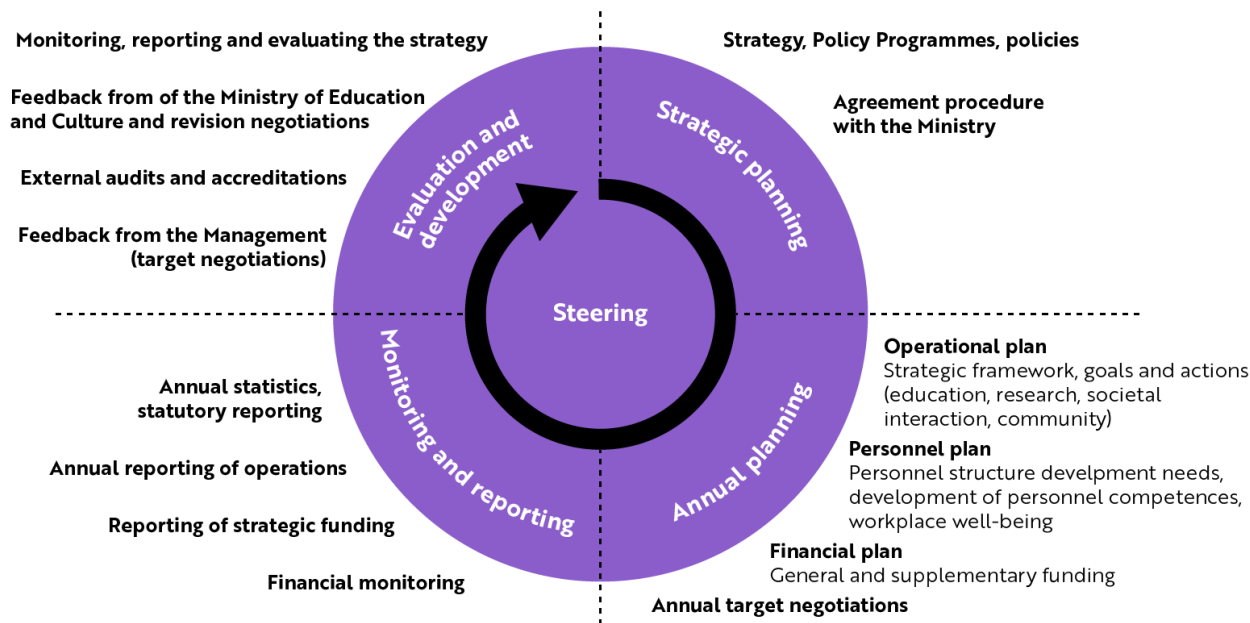 Monitoring, reporting and evaluating the strategy
Feedback from of the Ministry of Education
and Culture and revision negotiations
External audits and accreditations
Feedback from the Management
(target negotiations)
Evaluation and
development
Strategy, Policy Programmes, policies
Agreement procedure
with the Ministry
Strategic planning
Steering
Operational plan
Strategic framework, goals and actions
(education, research, societal
interaction, community)
Personnel plan
Personnel structure develpment needs,
development of personnel competences,
workplace well-being
Financial plan
General and supplementary funding
Annual target negotiations
Annual planning
Monitoring and reporting
Annual statistics,
statutory reporting
Annual reporting of operations
Reporting of strategic funding
Financial monitoring